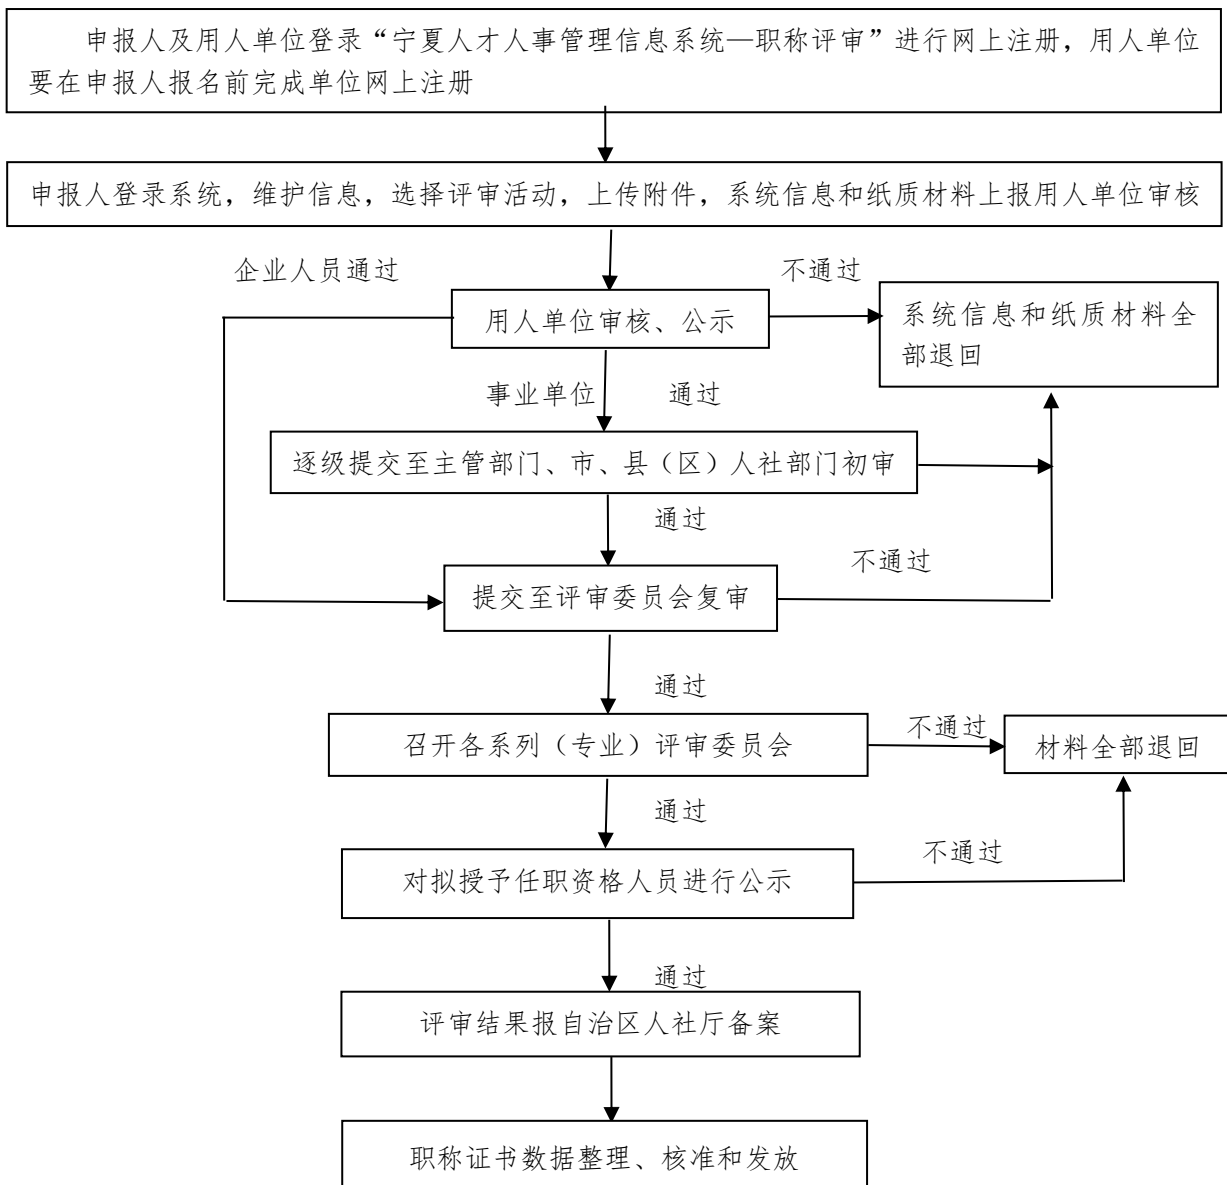 申报人及用人单位登录“宁夏人才人事管理信息系统—职称评审”进行网上注册，用人单位
要在申报人报名前完成单位网上注册
申报人登录系统，维护信息，选择评审活动，上传附件，系统信息和纸质材料上报用人单位审核
企业人员通过
不通过
用人单位审核、公示
系统信息和纸质材料全
部退回
事业单位
通过
逐级提交至主管部门、市、县（区）人社部门初审
通过
不通过
提交至评审委员会复审
通过
召开各系列（专业）评审委员会
不通过
材料全部退回
通过
不通过
对拟授予任职资格人员进行公示
通过
评审结果报自治区人社厅备案
职称证书数据整理、核准和发放